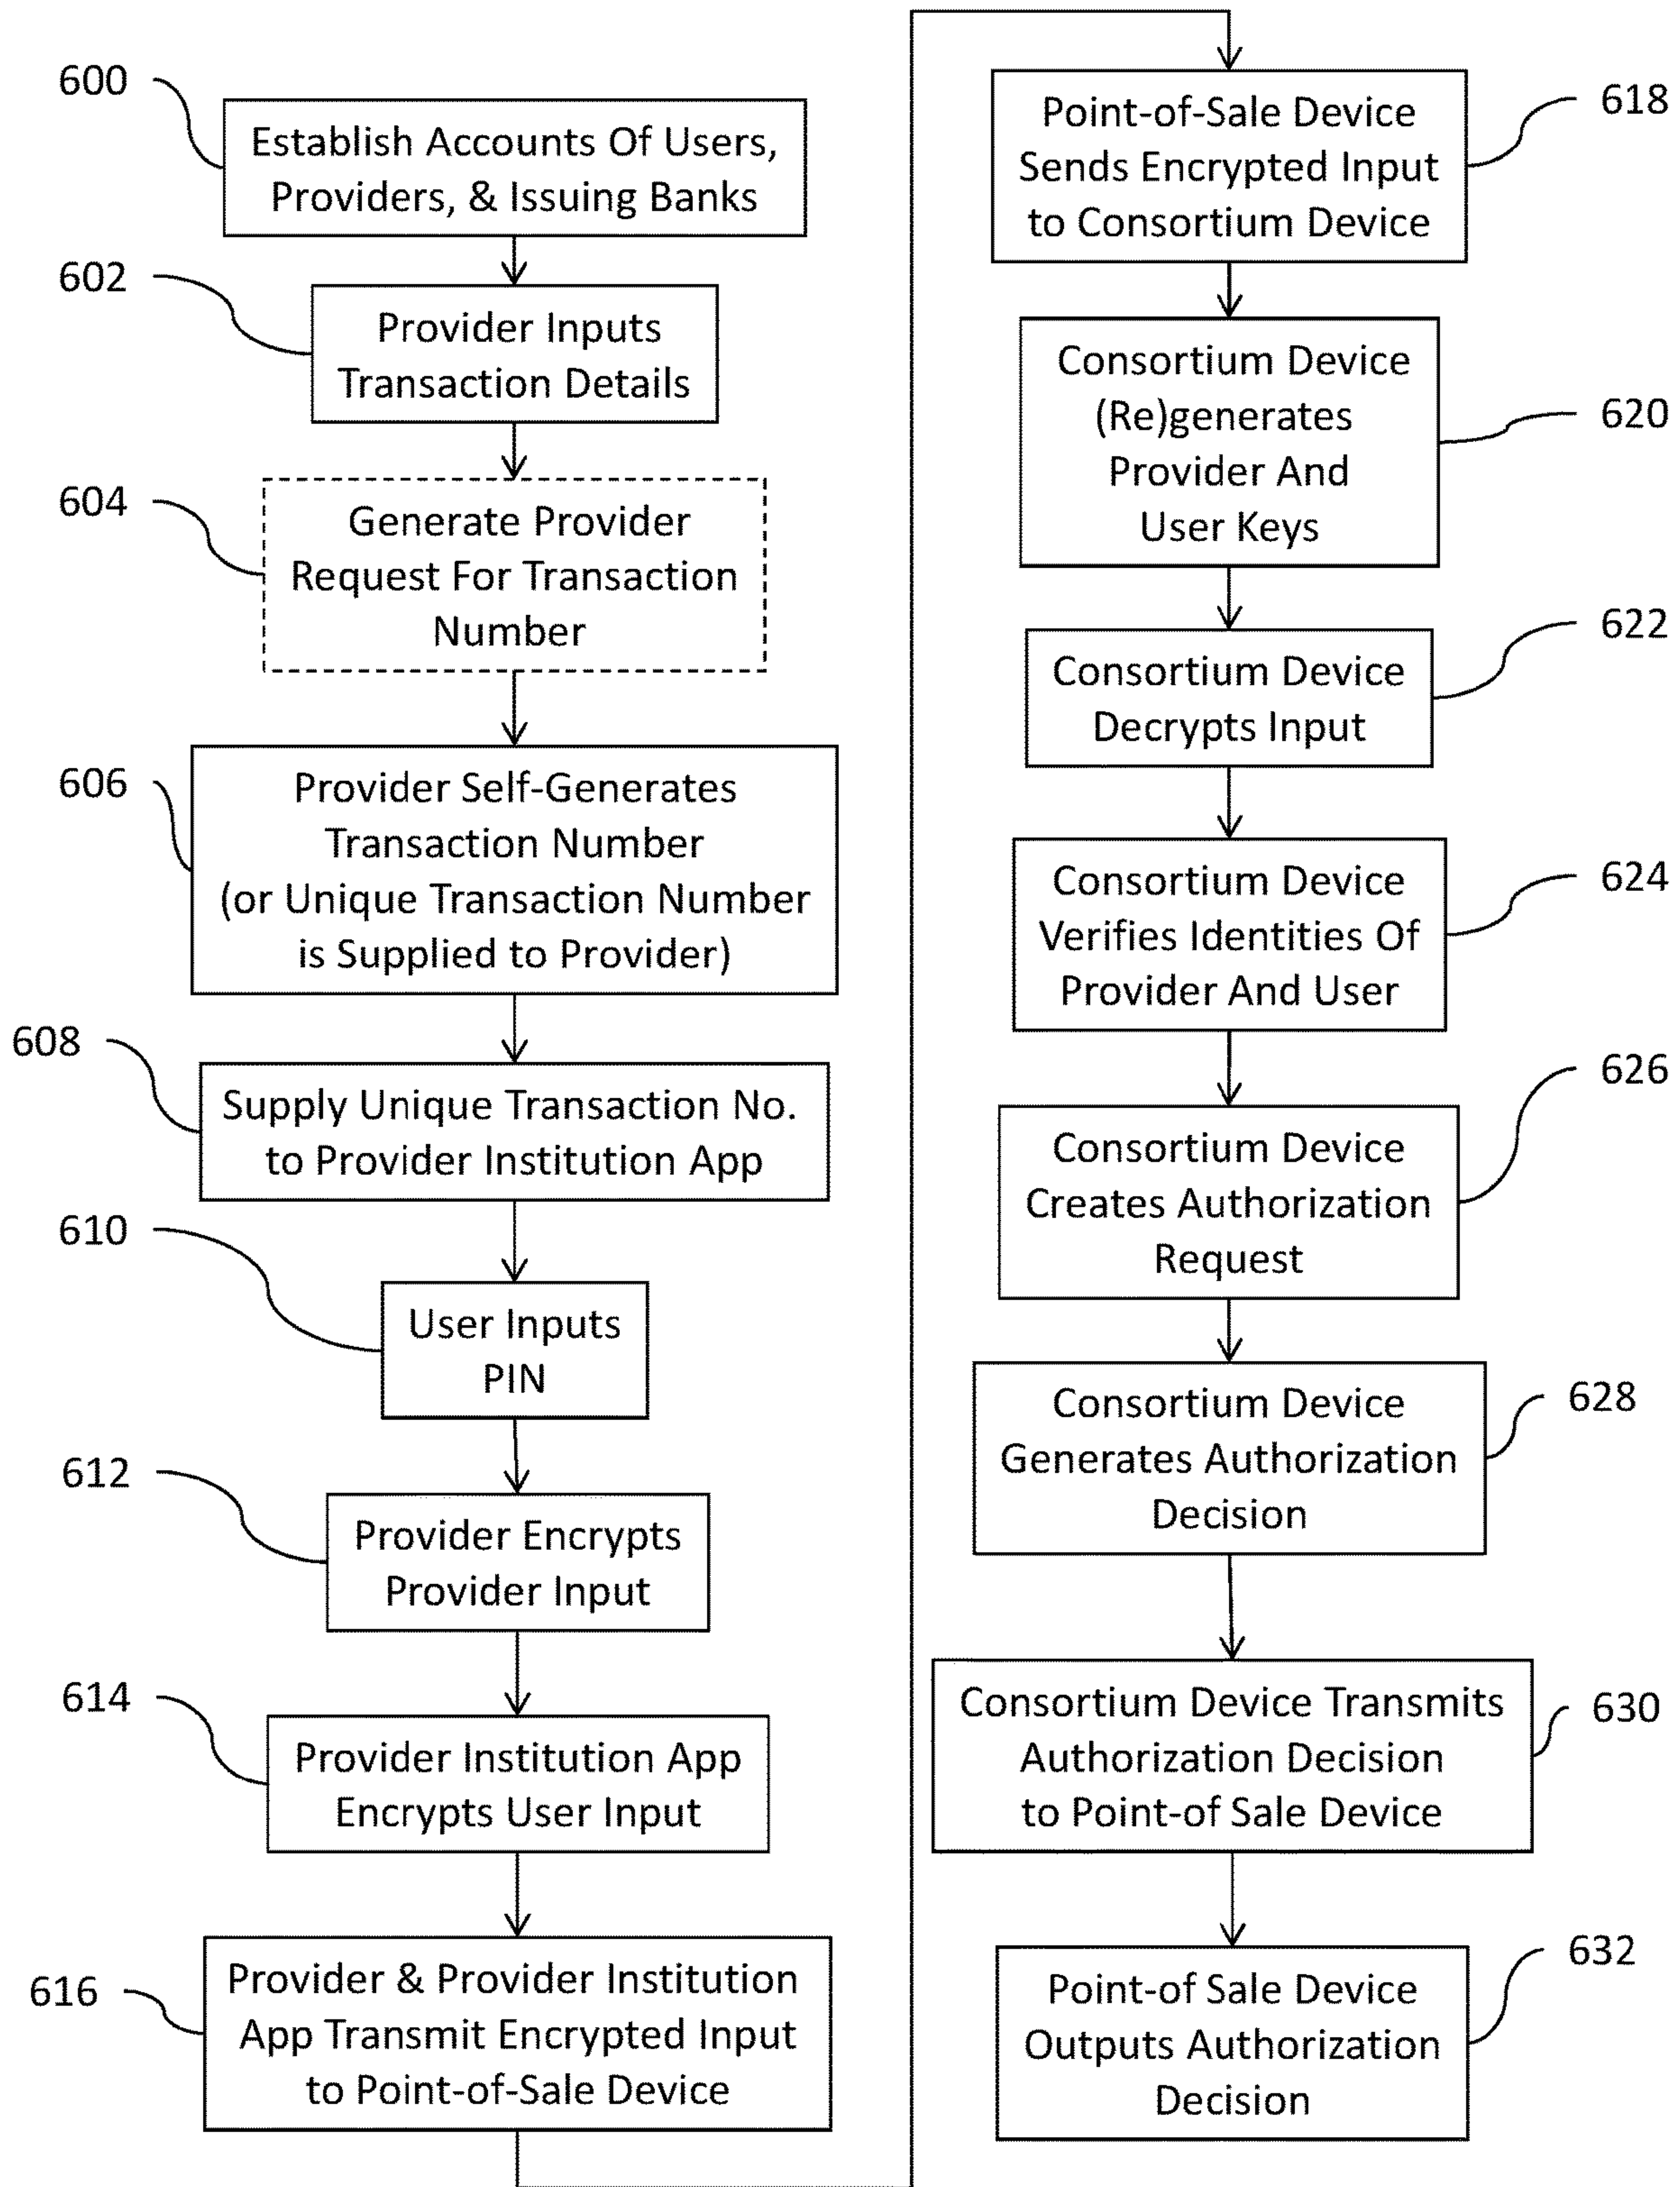 600
Establish Accounts Of Users,
Providers, & Issuing Banks
602
Provider Inputs
Transaction Details
604
Generate Provider
Request For Transaction
Number
606
Provider Self-Generates
Transaction Number
(or Unique Transaction Number
is Supplied to Provider)
608
Supply Unique Transaction No.
to Provider Institution App
610
User Inputs
PIN
612
Provider Encrypts
Provider Input
614
Provider Institution App
Encrypts User Input
616
Provider & Provider Institution
App Transmit Encrypted Input
to Point-of-Sale Device
618
Point-of-Sale Device
Sends Encrypted Input
to Consortium Device
620
Consortium Device
(Re)generates
Provider And
User Keys
622
Consortium Device
Decrypts Input
624
Consortium Device
Verifies Identities Of
Provider And User
626
Consortium Device
Creates Authorization
Request
628
Consortium Device
Generates Authorization
Decision
630
Consortium Device Transmits
Authorization Decision
to Point-of Sale Device
632
Point-of Sale Device
Outputs Authorization
Decision